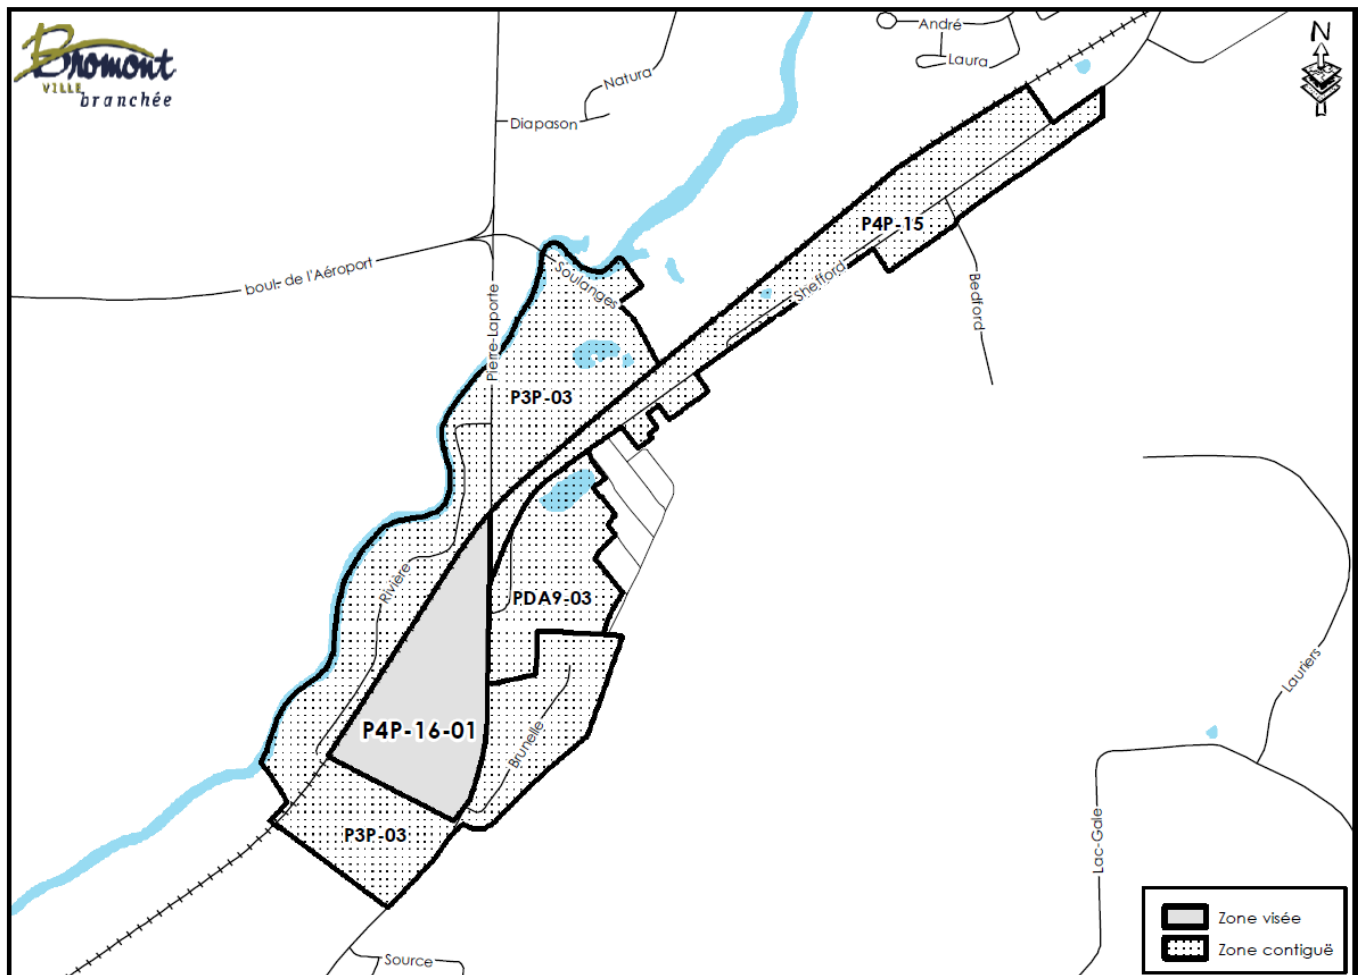 Bromont
VILLE
branchée
N
André
Laura
Natura
Diapason
P4P-15
boul. de l'Aéroport
Soulanges
Shefford
Bedford
Pierre-Laporte
P3P-03
Rivière
PDA9-03
Lauriers
P4P-16-01
Brunelle
P3P-03
Lac-Gale
Source
Zone visée
Zone contiguë